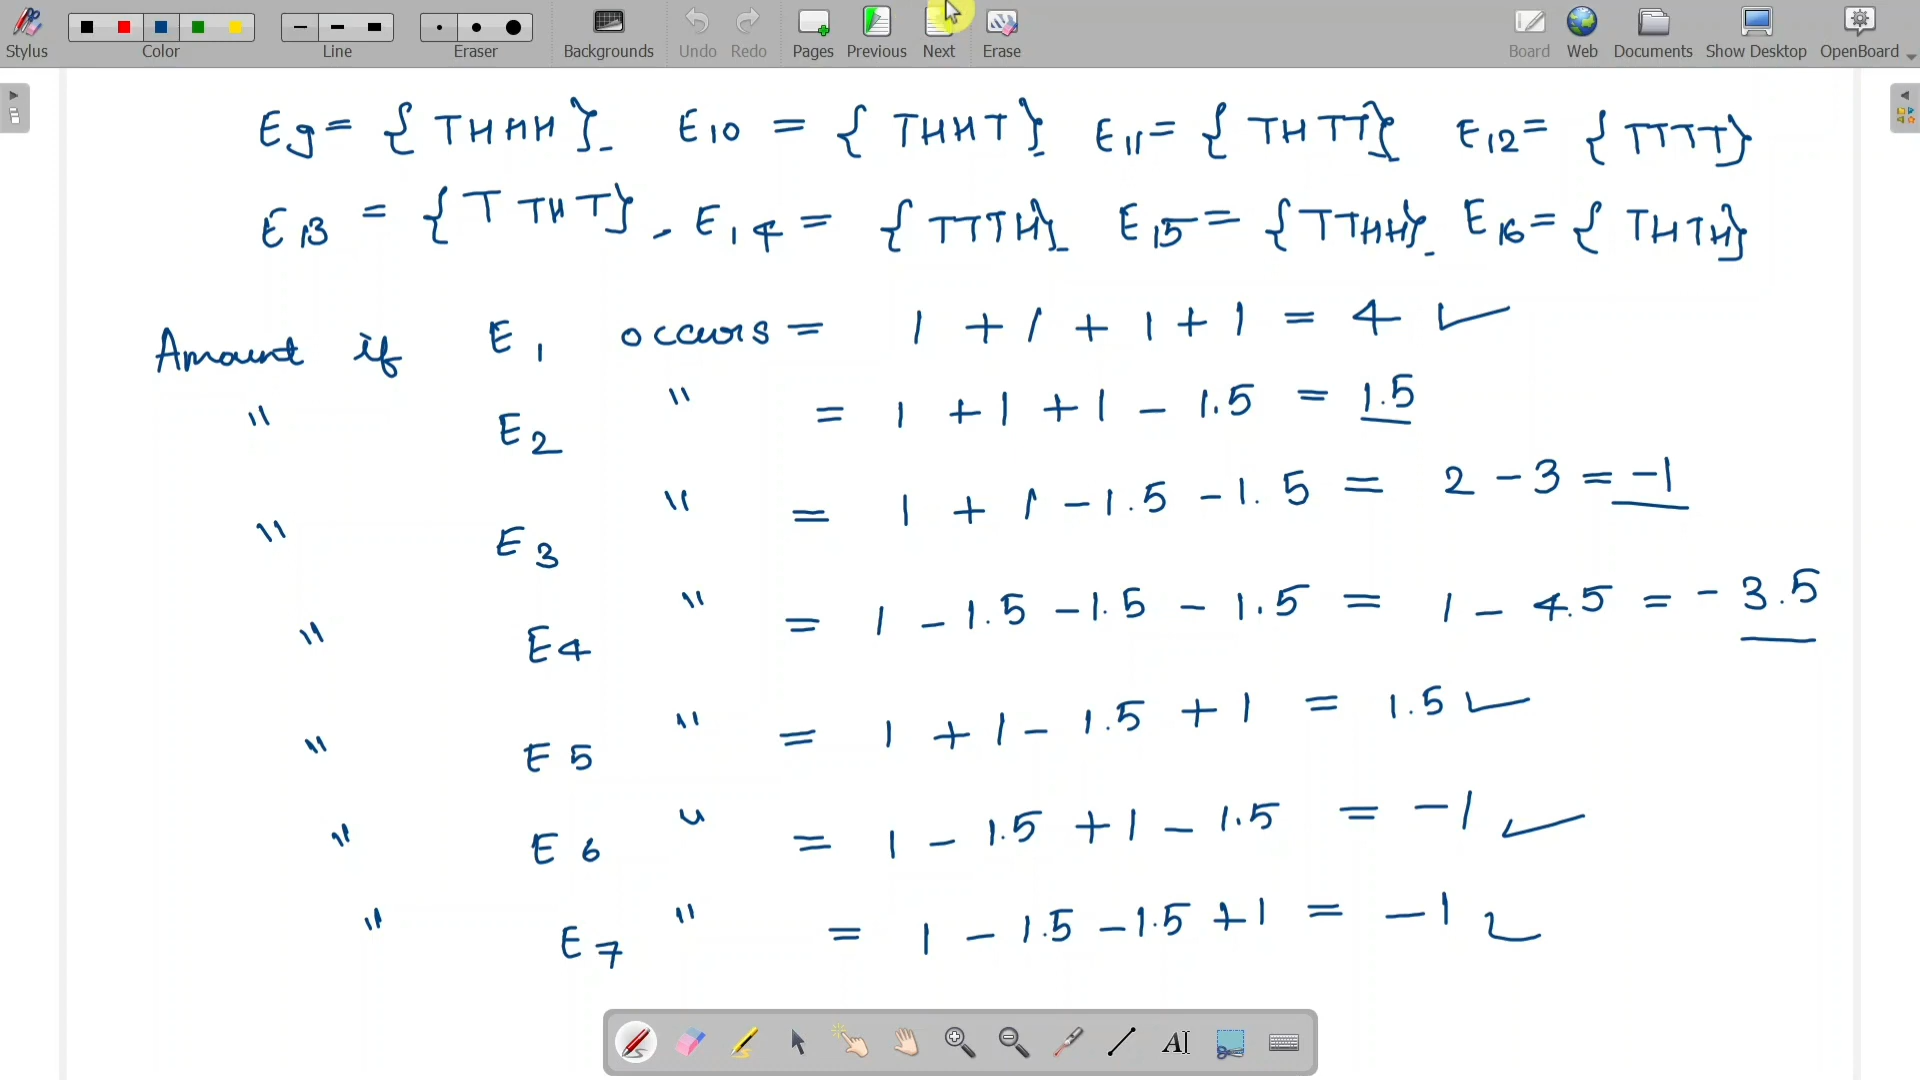 Stylus Color Line Eraser Backgrounds Undo Redo Pages Previous Next Erase Board Web Documents Show Desktop OpenBoard
E9 = { THHH } E10 = { THHT } E11 = { THTT } E12 = { TTTT }
E13 = { TTHT } - E14 = { TTTH } E15 = { TTHH } E16 = { THTH }
Amount if E1 occurs = 1 + 1 + 1 + 1 = 4 ✓
" E2 " = 1 + 1 + 1 - 1.5 = 1.5
" E3 " = 1 + 1 - 1.5 - 1.5 = 2 - 3 = -1
" E4 " = 1 - 1.5 - 1.5 - 1.5 = 1 - 4.5 = - 3.5
" E5 " = 1 + 1 - 1.5 + 1 = 1.5 ✓
" E6 " = 1 - 1.5 + 1 - 1.5 = -1 ✓
" E7 " = 1 - 1.5 - 1.5 + 1 = -1 ✓
AI